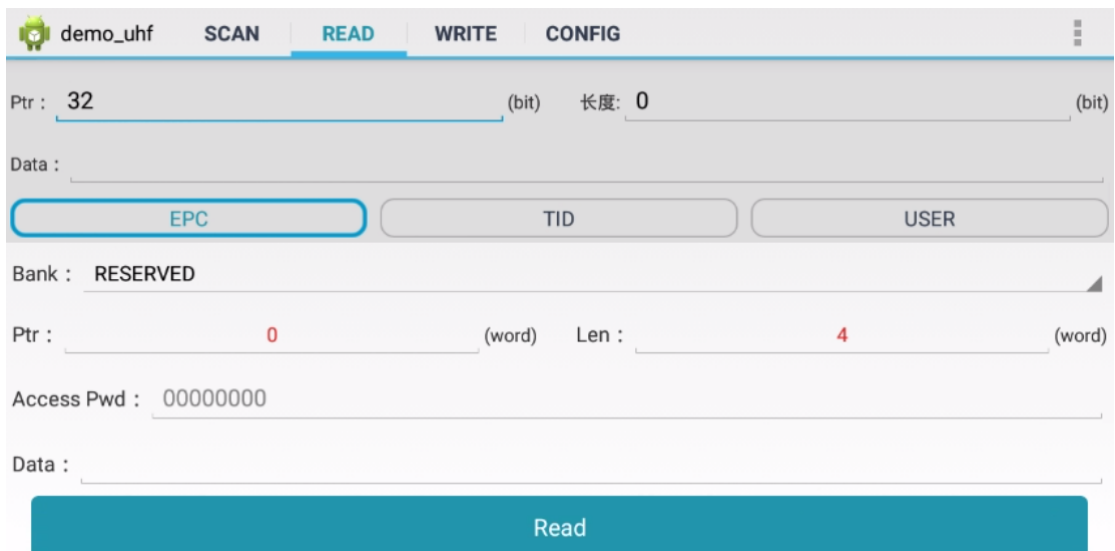 demo_uhf SCAN READ WRITE CONFIG
Ptr : 32 (bit) 长度: 0 (bit)
Data :
EPC TID USER
Bank : RESERVED
Ptr : 0 (word) Len : 4 (word)
Access Pwd : 00000000
Data :
Read